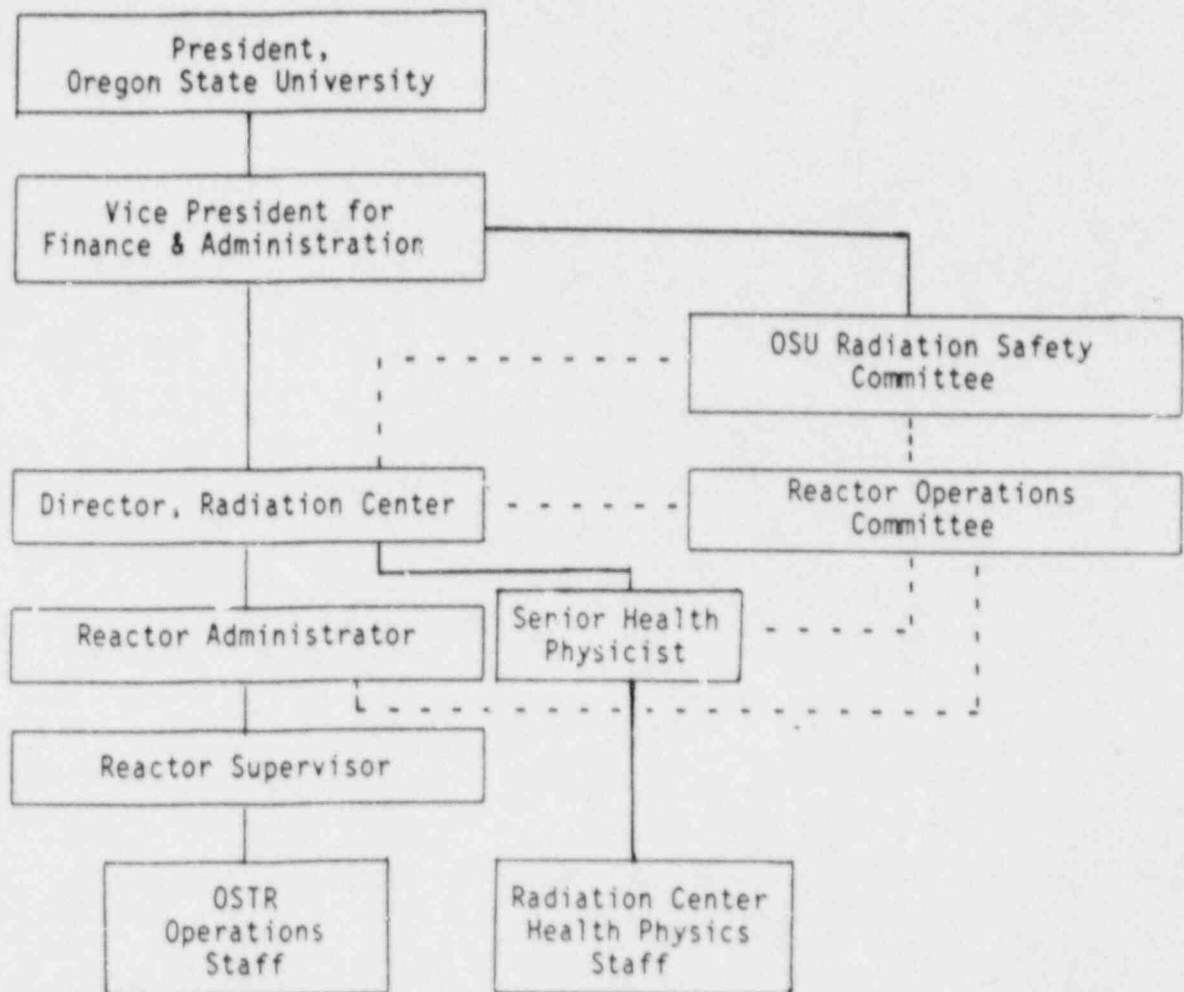 President,
Oregon State University
Vice President for
Finance & Administration
OSU Radiation Safety
Committee
Director, Radiation Center
Reactor Operations
Committee
Reactor Administrator
Senior Health
Physicist
Reactor Supervisor
OSTR
Operations
Staff
Radiation Center
Health Physics
Staff